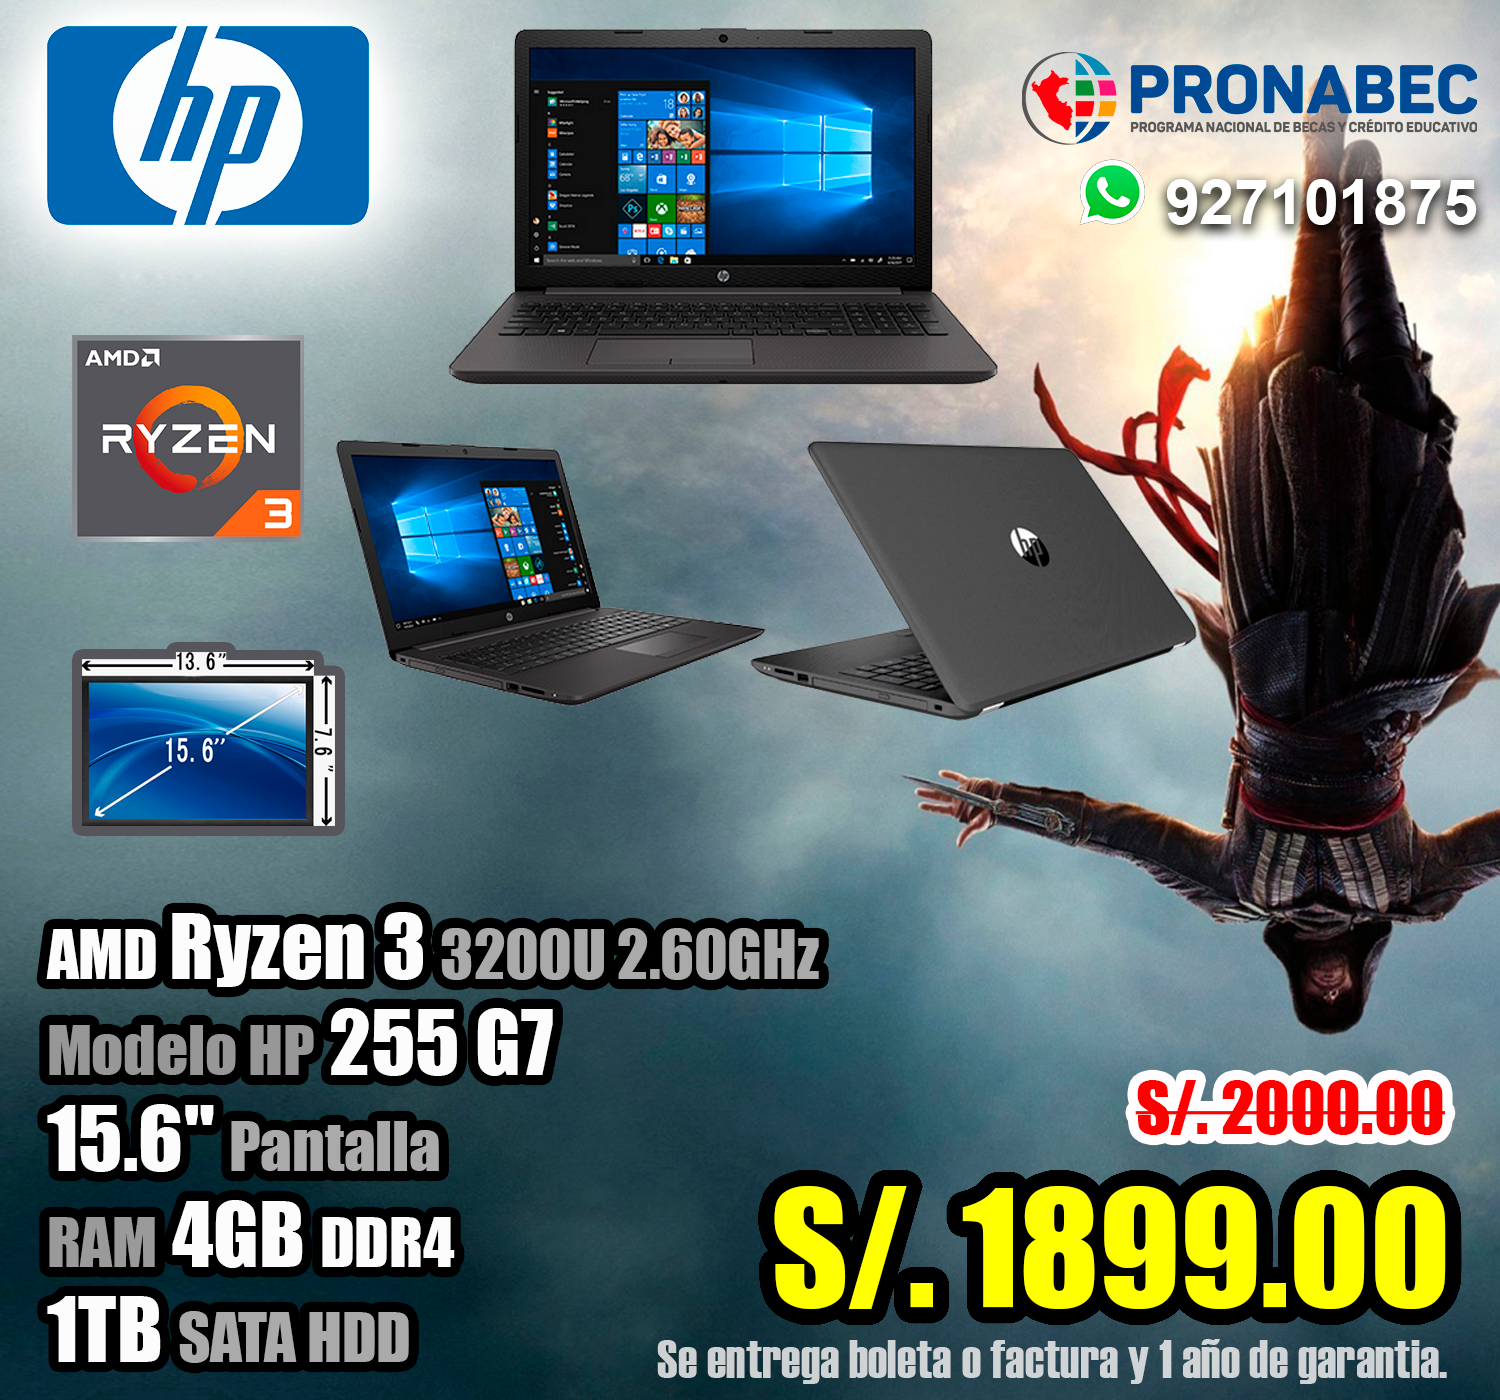 hp
PRONABEC
PROGRAMA NACIONAL DE BECAS Y CRÉDITO EDUCATIVO
927101875
AMD
RYZEN
3
13.6"
15.6"
7.6"
AMD Ryzen 3 3200U 2.60GHz
Modelo HP 255 G7
15.6" Pantalla
RAM 4GB DDR4
1TB SATA HDD
S/. 2000.00
S/. 1899.00
Se entrega boleta o factura y 1 año de garantia.